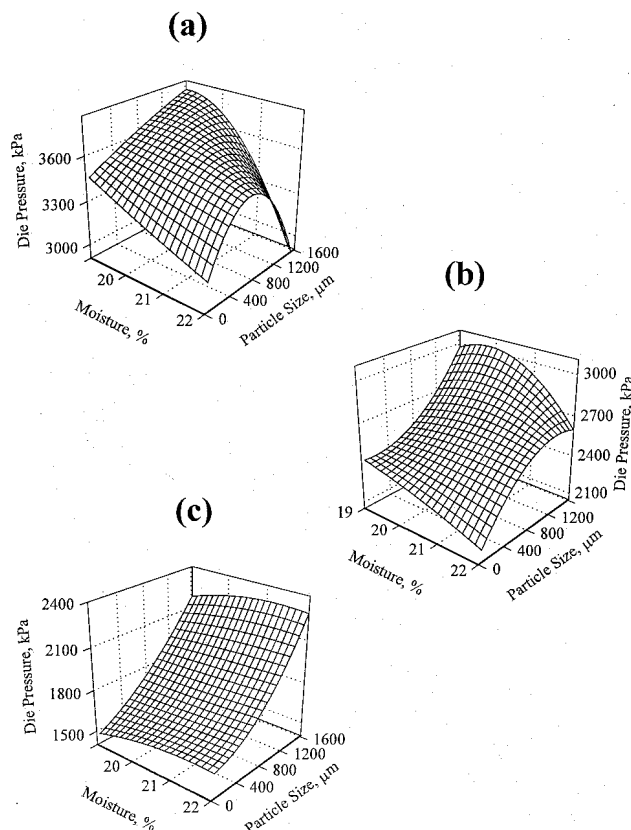 (a)
Die Pressure, kPa
3600
3300
3000
20
21
22
Moisture, %
0
400
800
1200
1600
Particle Size, µm
(b)
3000
2700
2400
2100
Die Pressure, kPa
19
20
21
22
Moisture, %
0
400
800
1200
Particle Size, µm
(c)
2400
2100
1800
1500
Die Pressure, kPa
20
21
22
Moisture, %
0
400
800
1200
1600
Particle Size, µm